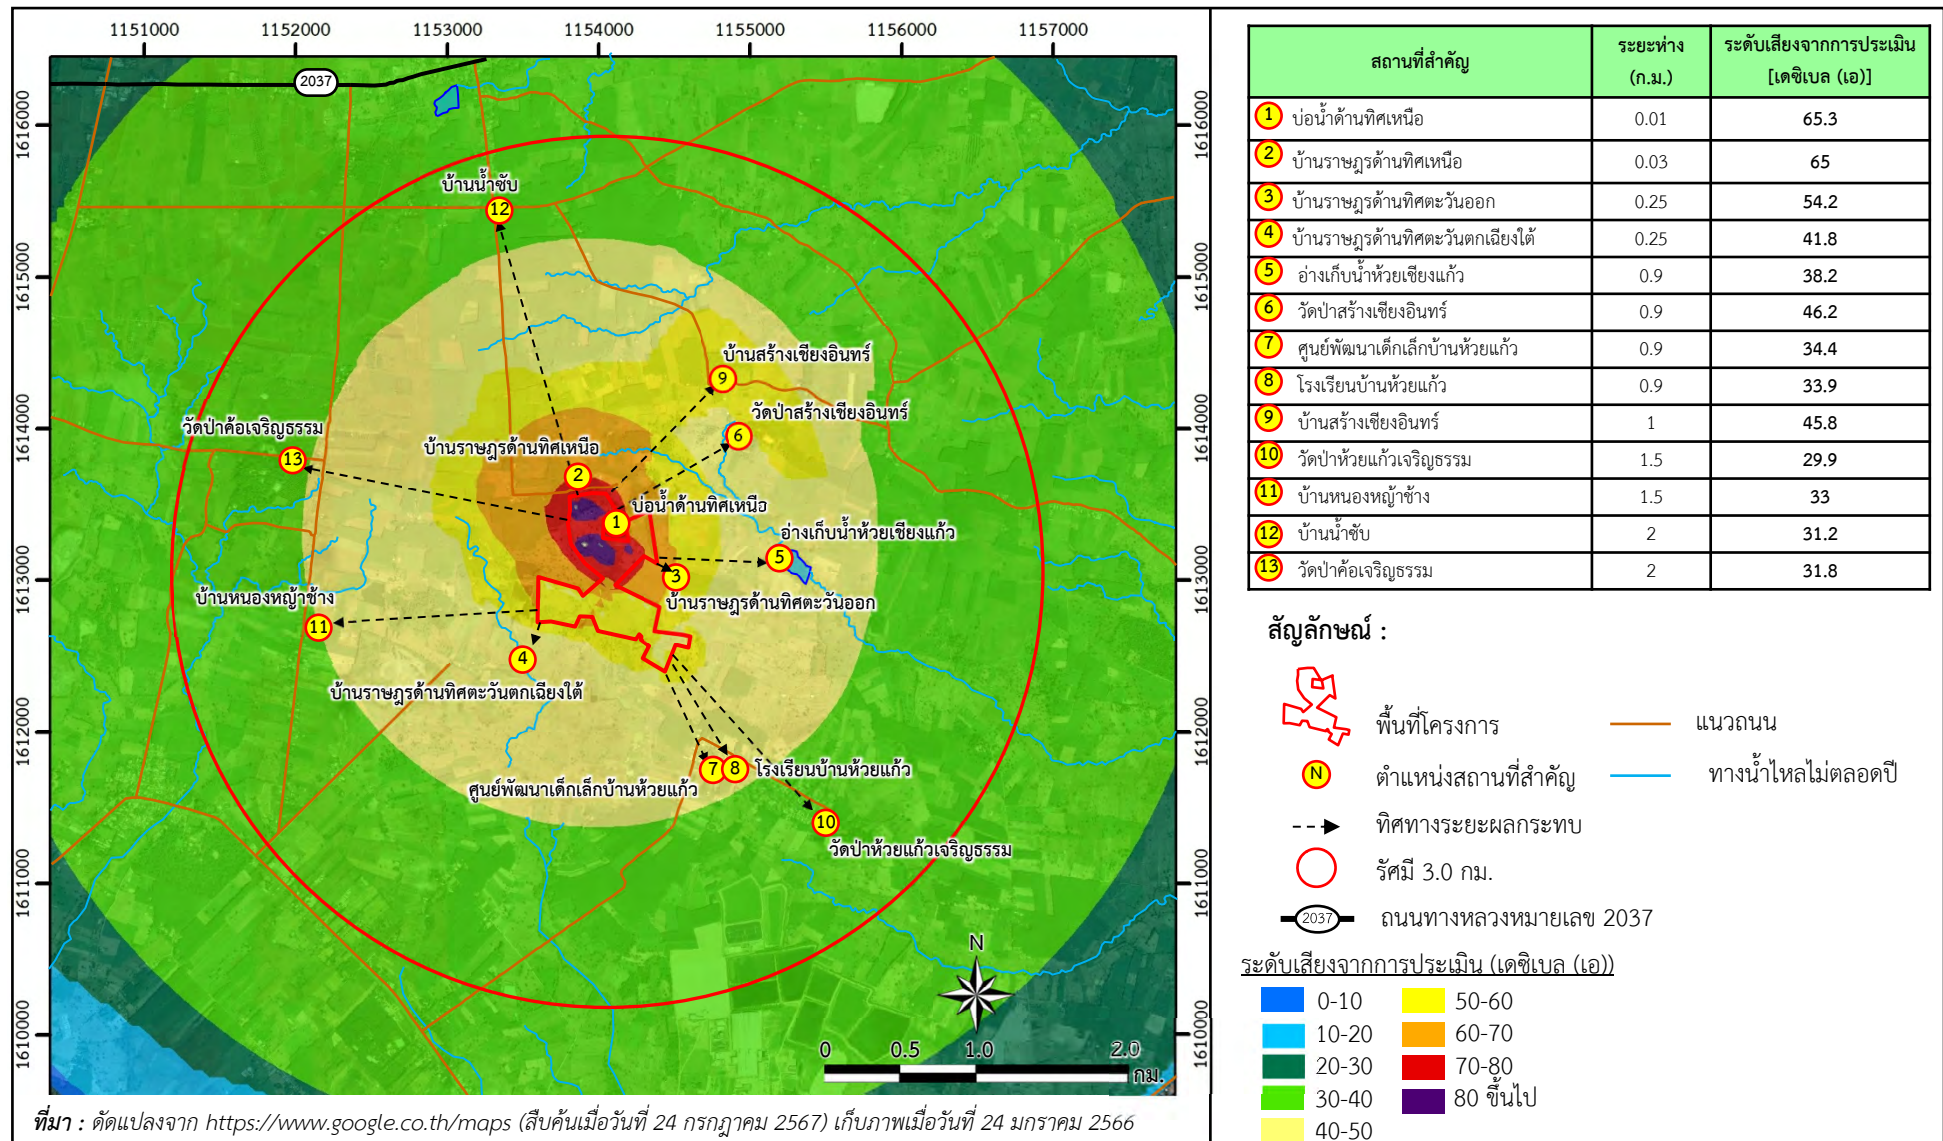 1151000 1152000 1153000 1154000 1155000 1156000 1157000
1616000
1615000
1614000
1613000
1612000
1611000
1610000
1616000
1615000
1614000
1613000
1612000
1611000
1610000
2037
บ้านน้ำซับ
12
บ้านสร้างเชียงอินทร์
9
วัดป่าสร้างเชียงอินทร์
6
วัดป่าค้อเจริญธรรม
13
บ้านราษฎรด้านทิศเหนือ
2
บ่อน้ำด้านทิศเหนือ
1
อ่างเก็บน้ำห้วยเชียงแก้ว
5
3
บ้านราษฎรด้านทิศตะวันออก
บ้านหนองหญ้าช้าง
11
4
บ้านราษฎรด้านทิศตะวันตกเฉียงใต้
7 8 โรงเรียนบ้านห้วยแก้ว
ศูนย์พัฒนาเด็กเล็กบ้านห้วยแก้ว
10
วัดป่าห้วยแก้วเจริญธรรม
N
0 0.5 1.0 2.0
กม.
ที่มา : ดัดแปลงจาก https://www.google.co.th/maps (สืบค้นเมื่อวันที่ 24 กรกฎาคม 2567) เก็บภาพเมื่อวันที่ 24 มกราคม 2566
สถานที่สำคัญ ระยะห่าง (ก.ม.) ระดับเสียงจากการประเมิน [เดซิเบล (เอ)]
1 บ่อน้ำด้านทิศเหนือ 0.01 65.3
2 บ้านราษฎรด้านทิศเหนือ 0.03 65
3 บ้านราษฎรด้านทิศตะวันออก 0.25 54.2
4 บ้านราษฎรด้านทิศตะวันตกเฉียงใต้ 0.25 41.8
5 อ่างเก็บน้ำห้วยเชียงแก้ว 0.9 38.2
6 วัดป่าสร้างเชียงอินทร์ 0.9 46.2
7 ศูนย์พัฒนาเด็กเล็กบ้านห้วยแก้ว 0.9 34.4
8 โรงเรียนบ้านห้วยแก้ว 0.9 33.9
9 บ้านสร้างเชียงอินทร์ 1 45.8
10 วัดป่าห้วยแก้วเจริญธรรม 1.5 29.9
11 บ้านหนองหญ้าช้าง 1.5 33
12 บ้านน้ำซับ 2 31.2
13 วัดป่าค้อเจริญธรรม 2 31.8
สัญลักษณ์ :
พื้นที่โครงการ แนวถนน
N ตำแหน่งสถานที่สำคัญ ทางน้ำไหลไม่ตลอดปี
ทิศทางระยะผลกระทบ
รัศมี 3.0 กม.
2037 ถนนทางหลวงหมายเลข 2037
ระดับเสียงจากการประเมิน (เดซิเบล (เอ))
0-10 50-60
10-20 60-70
20-30 70-80
30-40 80 ขึ้นไป
40-50